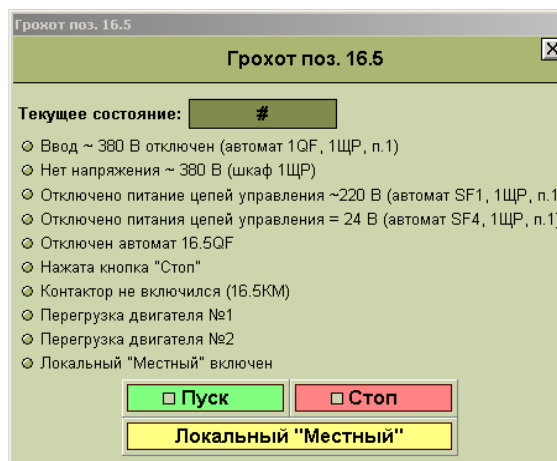 Грохот поз. 16.5
Грохот поз. 16.5
Текущее состояние: #
Ввод ~ 380 В отключен (автомат 1QF, 1ЩР, п.1)
Нет напряжения ~ 380 В (шкаф 1ЩР)
Отключено питание цепей управления ~220 В (автомат SF1, 1ЩР, п.1
Отключено питания цепей управления = 24 В (автомат SF4, 1ЩР, п.1)
Отключен автомат 16.5QF
Нажата кнопка "Стоп"
Контактор не включился (16.5КМ)
Перегрузка двигателя №1
Перегрузка двигателя №2
Локальный "Местный" включен
Пуск Стоп
Локальный "Местный"